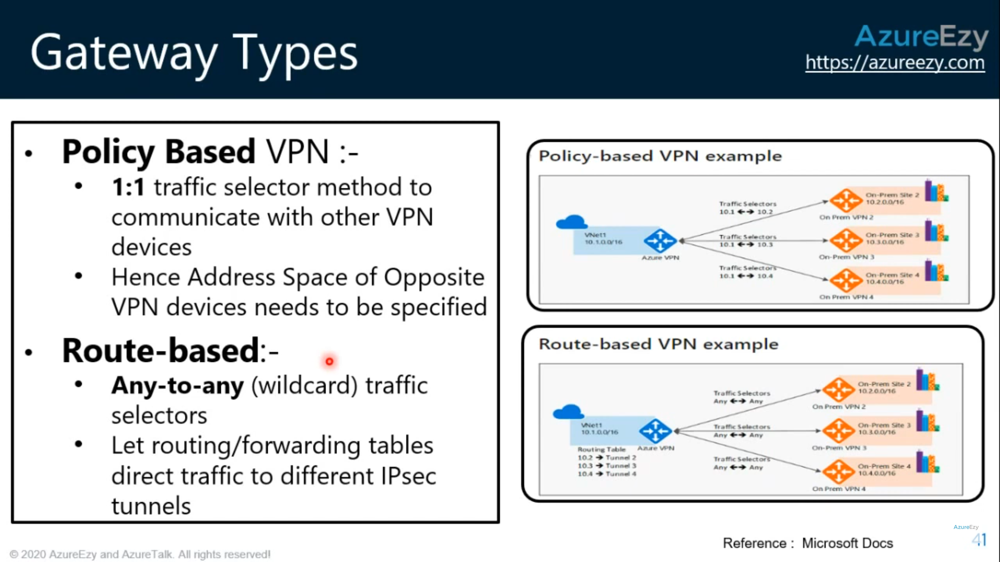 Gateway Types
AzureEzy
https://azureezy.com
• Policy Based VPN :-
• 1:1 traffic selector method to
communicate with other VPN
devices
• Hence Address Space of Opposite
VPN devices needs to be specified
• Route-based:-
• Any-to-any (wildcard) traffic
selectors
• Let routing/forwarding tables
direct traffic to different IPsec
tunnels
Policy-based VPN example
VNet1
10.1.0.0/16
Azure VPN
Traffic Selectors
10.1 ←→ 10.2
Traffic Selectors
10.1 ←→ 10.3
Traffic Selectors
10.1 ←→ 10.4
On-Prem Site 2
10.2.0.0/16
On Prem VPN 2
On-Prem Site 3
10.3.0.0/16
On-Prem VPN 3
On-Prem Site 4
10.4.0.0/16
On Prem VPN 4
Route-based VPN example
VNet1
10.1.0.0/16
Azure VPN
Routing Table
10.2 → Tunnel 2
10.3 → Tunnel 3
10.4 → Tunnel 4
Traffic Selectors
Any ←→ Any
Traffic Selectors
Any ←→ Any
Traffic Selectors
Any ←→ Any
On-Prem Site 2
10.2.0.0/16
On Prem VPN 2
On-Prem Site 3
10.3.0.0/16
On-Prem VPN 3
On-Prem Site 4
10.4.0.0/16
On Prem VPN 4
AzureEzy
Reference : Microsoft Docs
41
© 2020 AzureEzy and AzureTalk. All rights reserved!